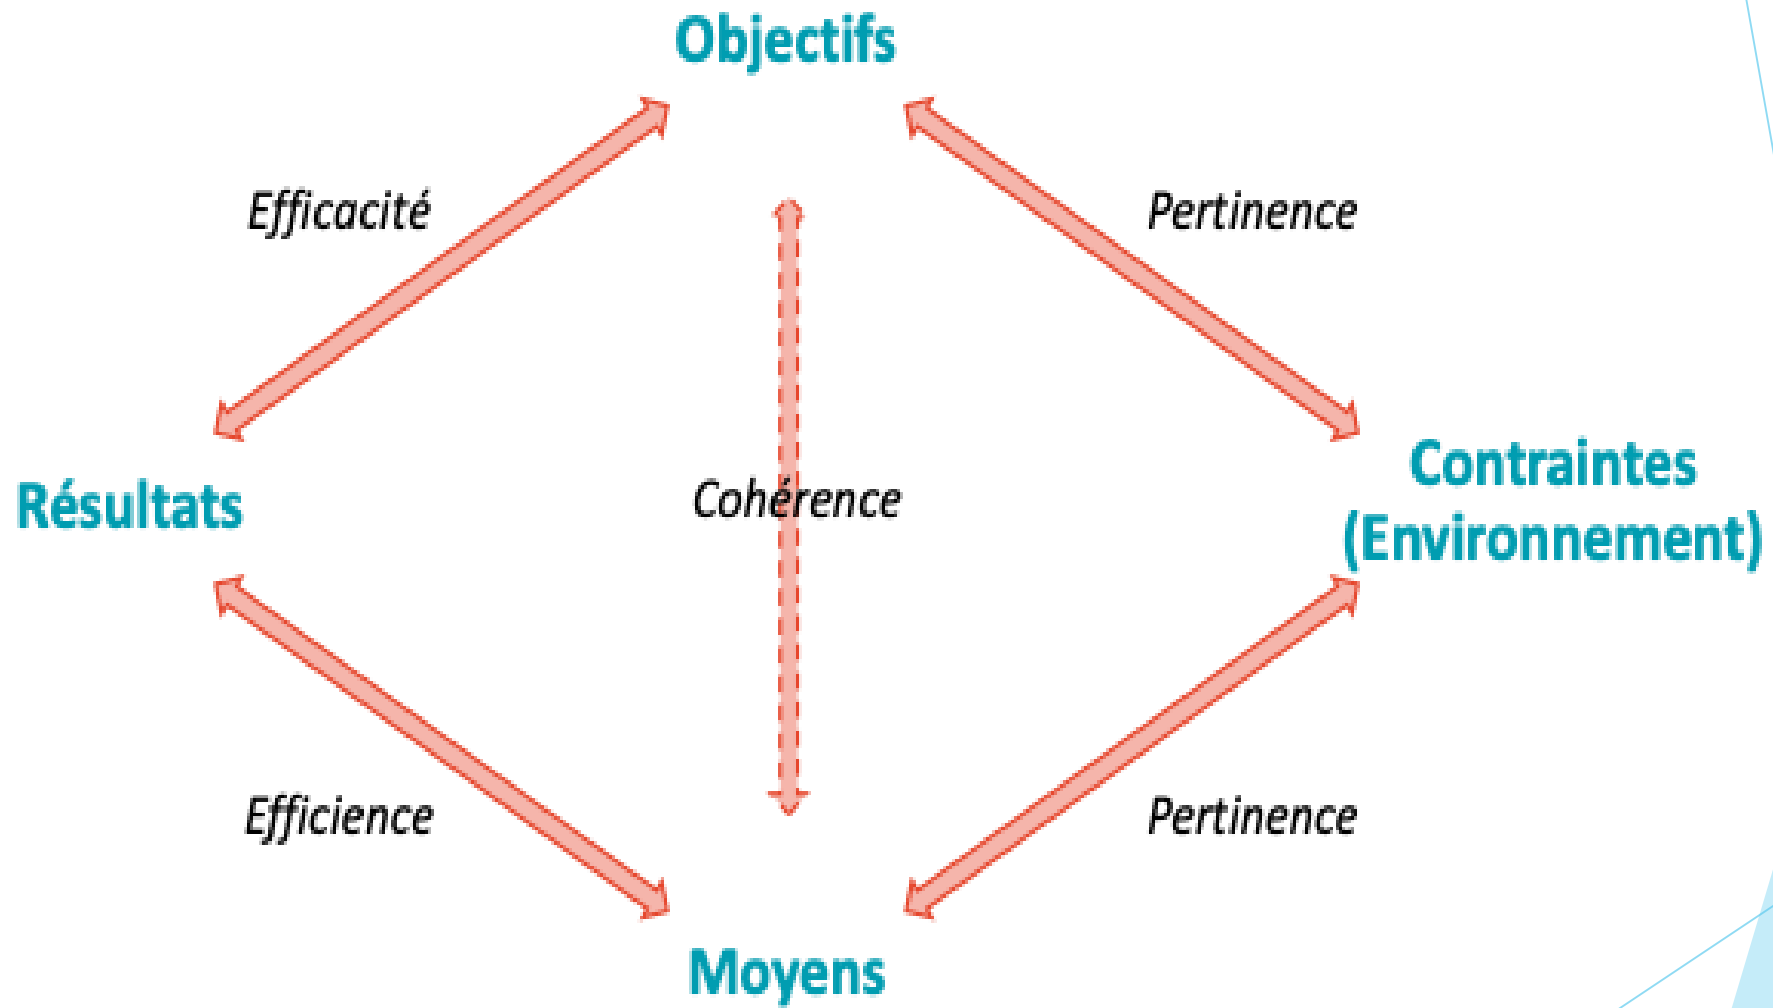 Objectifs
Efficacité
Pertinence
Résultats
Cohérence
Contraintes
(Environnement)
Efficience
Pertinence
Moyens